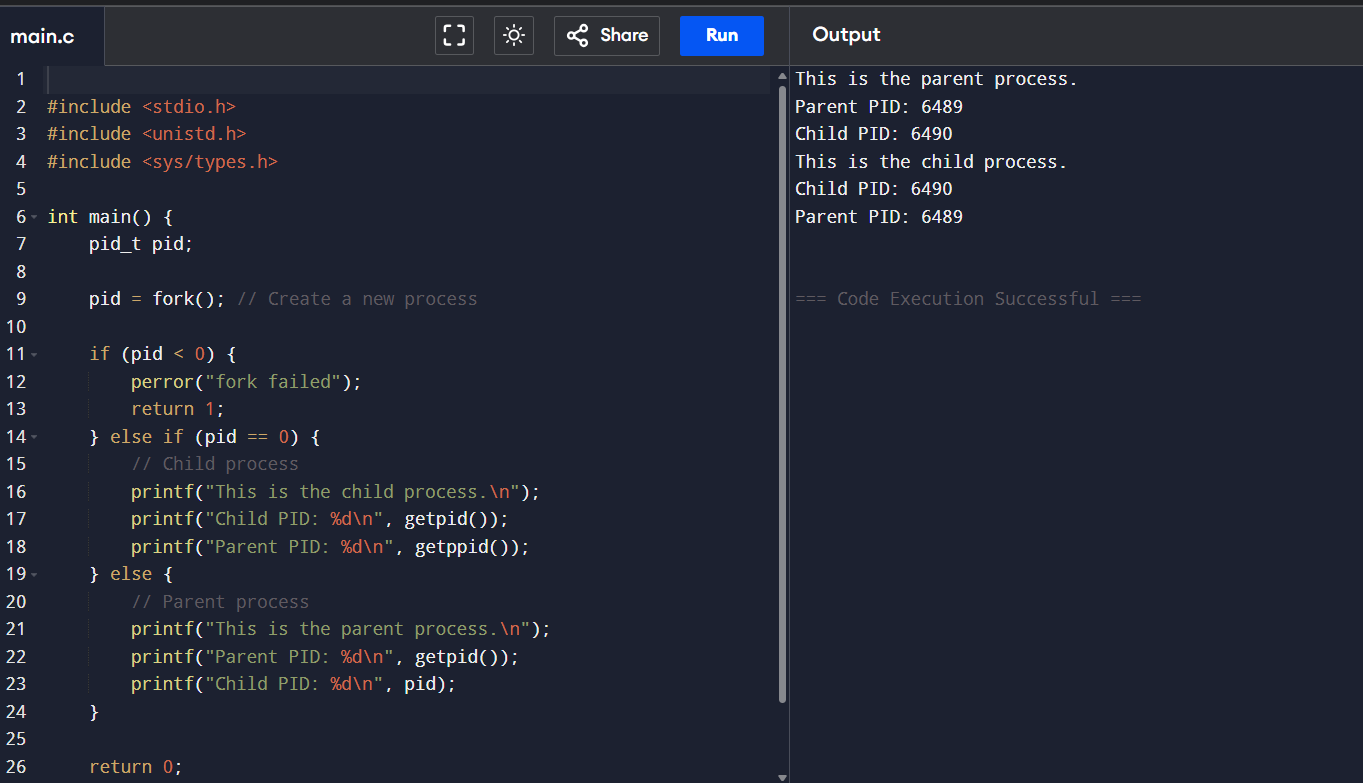 main.c
Share
Run
Output
1
2 #include <stdio.h>
3 #include <unistd.h>
4 #include <sys/types.h>
5
6 int main() {
7     pid_t pid;
8
9     pid = fork(); // Create a new process
10
11     if (pid < 0) {
12         perror("fork failed");
13         return 1;
14     } else if (pid == 0) {
15         // Child process
16         printf("This is the child process.\n");
17         printf("Child PID: %d\n", getpid());
18         printf("Parent PID: %d\n", getppid());
19     } else {
20         // Parent process
21         printf("This is the parent process.\n");
22         printf("Parent PID: %d\n", getpid());
23         printf("Child PID: %d\n", pid);
24     }
25
26     return 0;
This is the parent process.
Parent PID: 6489
Child PID: 6490
This is the child process.
Child PID: 6490
Parent PID: 6489
=== Code Execution Successful ===